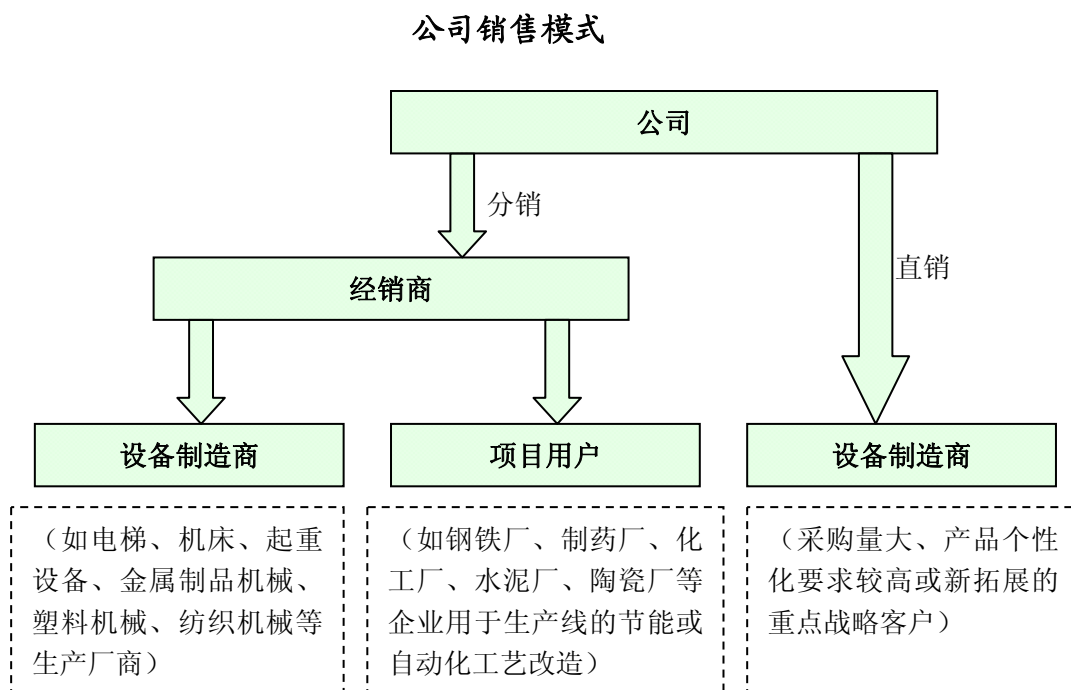 公司销售模式
公司
分销
直销
经销商
设备制造商
项目用户
设备制造商
（如电梯、机床、起重
设备、金属制品机械、
塑料机械、纺织机械等
生产厂商）
（如钢铁厂、制药厂、化
工厂、水泥厂、陶瓷厂等
企业用于生产线的节能或
自动化工艺改造）
（采购量大、产品个性
化要求较高或新拓展的
重点战略客户）